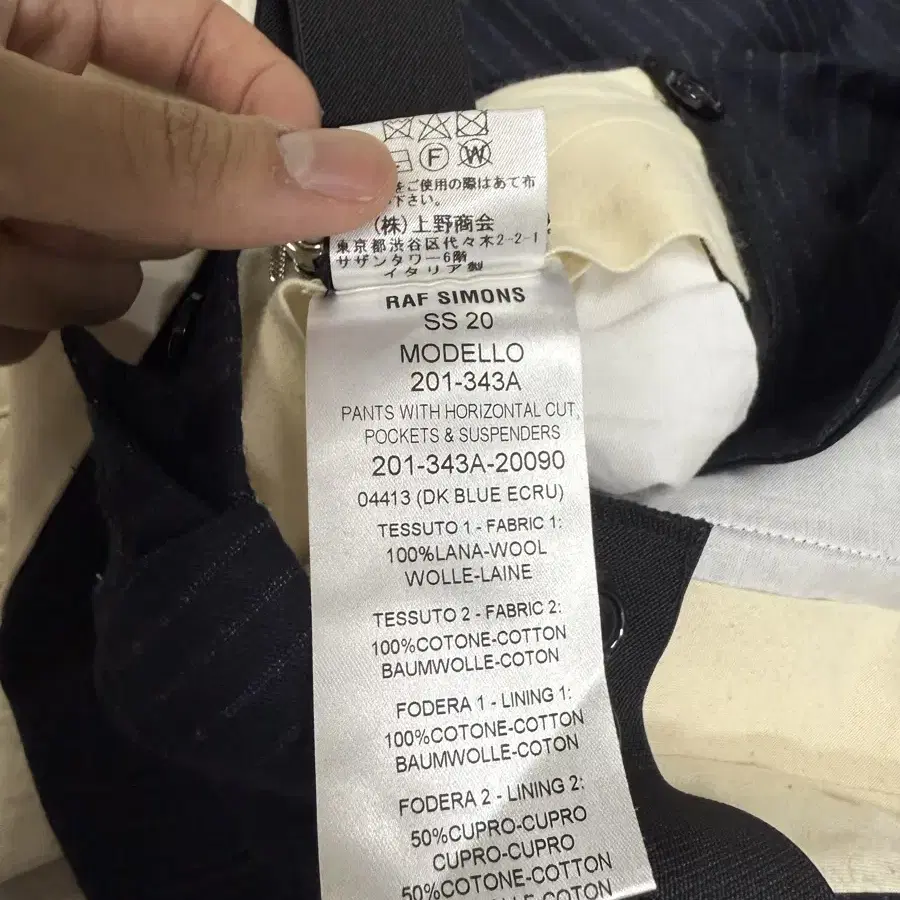 F W
をご使用の際はあて布
下さい。
(株)上野商会
東京都渋谷区代々木2-2-1
サザンタワー6階
イタリア製
RAF SIMONS
SS 20
MODELLO
201-343A
PANTS WITH HORIZONTAL CUT,
POCKETS & SUSPENDERS
201-343A-20090
04413 (DK BLUE ECRU)
TESSUTO 1 - FABRIC 1:
100%LANA-WOOL
WOLLE-LAINE
TESSUTO 2 - FABRIC 2:
100%COTONE-COTTON
BAUMWOLLE-COTON
FODERA 1 - LINING 1:
100%COTONE-COTTON
BAUMWOLLE-COTON
FODERA 2 - LINING 2:
50%CUPRO-CUPRO
CUPRO-CUPRO
50%COTONE-COTTON
BAUMWOLLE-COTON